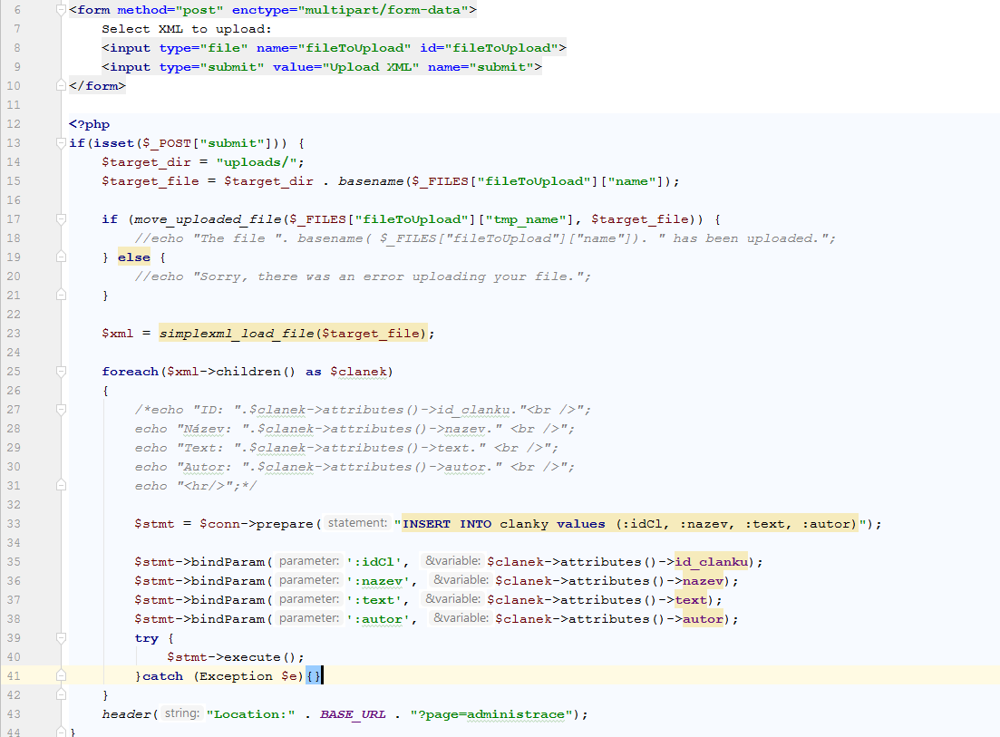 6 <form method="post" enctype="multipart/form-data">
7 Select XML to upload:
8 <input type="file" name="fileToUpload" id="fileToUpload">
9 <input type="submit" value="Upload XML" name="submit">
10 </form>
11
12 <?php
13 if(isset($_POST["submit"])) {
14 $target_dir = "uploads/";
15 $target_file = $target_dir . basename($_FILES["fileToUpload"]["name"]);
16
17 if (move_uploaded_file($_FILES["fileToUpload"]["tmp_name"], $target_file)) {
18 //echo "The file ". basename( $_FILES["fileToUpload"]["name"]). " has been uploaded.";
19 } else {
20 //echo "Sorry, there was an error uploading your file.";
21 }
22
23 $xml = simplexml_load_file($target_file);
24
25 foreach($xml->children() as $clanek)
26 {
27 /*echo "ID: ".$clanek->attributes()->id_clanku."<br />";
28 echo "Název: ".$clanek->attributes()->nazev." <br />";
29 echo "Text: ".$clanek->attributes()->text." <br />";
30 echo "Autor: ".$clanek->attributes()->autor." <br />";
31 echo "<hr/>";*/
32
33 $stmt = $conn->prepare( statement: "INSERT INTO clanky values (:idCl, :nazev, :text, :autor)");
34
35 $stmt->bindParam( parameter: ':idCl', &variable: $clanek->attributes()->id_clanku);
36 $stmt->bindParam( parameter: ':nazev', &variable: $clanek->attributes()->nazev);
37 $stmt->bindParam( parameter: ':text', &variable: $clanek->attributes()->text);
38 $stmt->bindParam( parameter: ':autor', &variable: $clanek->attributes()->autor);
39 try {
40 $stmt->execute();
41 }catch (Exception $e){}
42 }
43 header( string: "Location:" . BASE_URL . "?page=administrace");
44 }